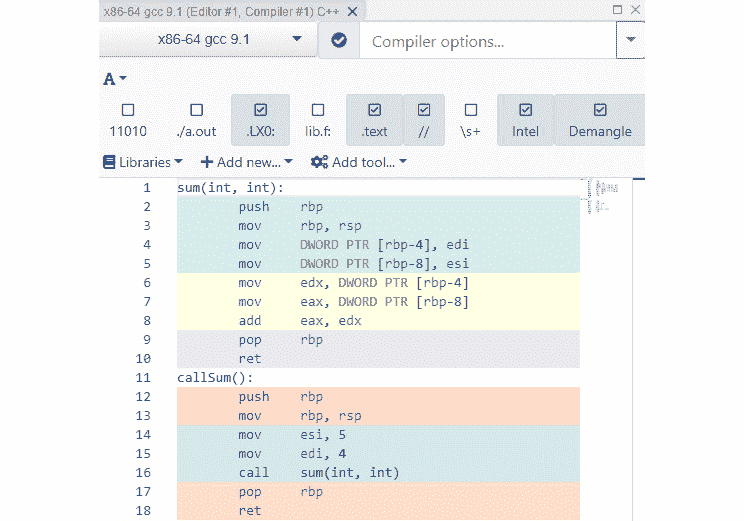 x86-64 gcc 9.1 (Editor #1, Compiler #1) C++
x86-64 gcc 9.1 Compiler options...
A
11010 ./a.out .LX0: lib.f: .text // \s+ Intel Demangle
Libraries + Add new... Add tool...
1 sum(int, int):
2 push rbp
3 mov rbp, rsp
4 mov DWORD PTR [rbp-4], edi
5 mov DWORD PTR [rbp-8], esi
6 mov edx, DWORD PTR [rbp-4]
7 mov eax, DWORD PTR [rbp-8]
8 add eax, edx
9 pop rbp
10 ret
11 callSum():
12 push rbp
13 mov rbp, rsp
14 mov esi, 5
15 mov edi, 4
16 call sum(int, int)
17 pop rbp
18 ret